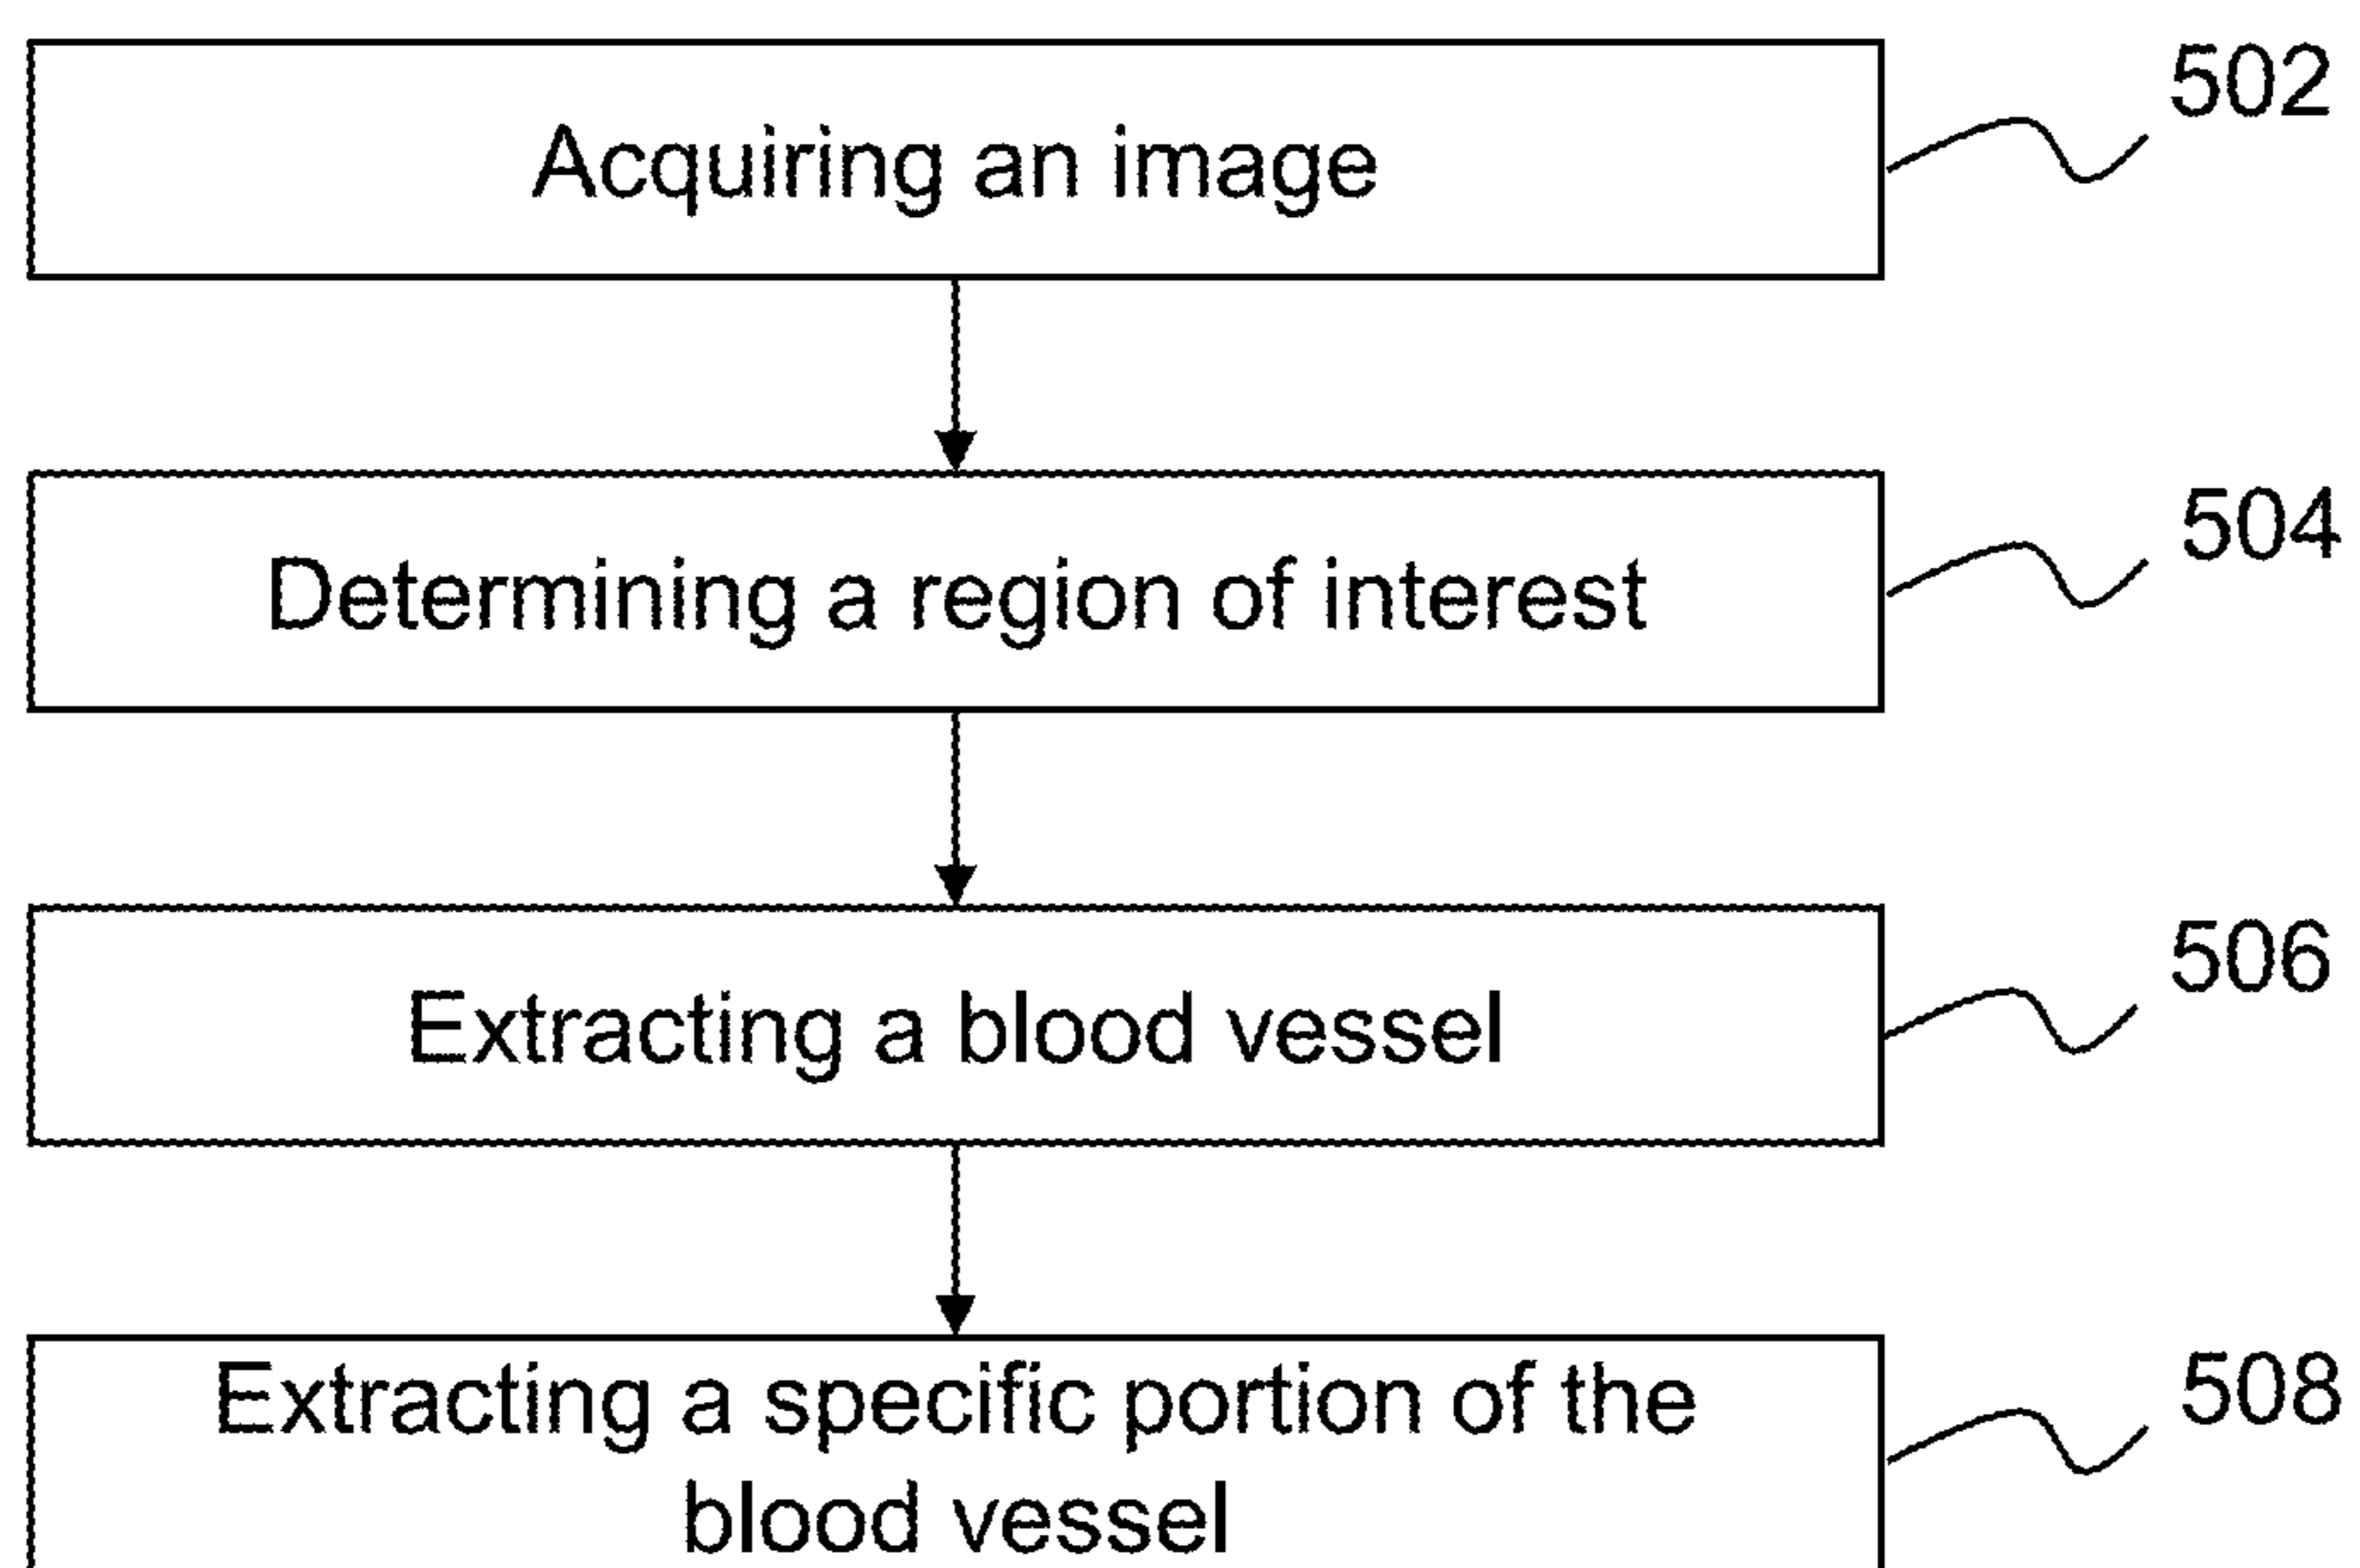 Acquiring an image
502
Determining a region of interest
504
Extracting a blood vessel
506
Extracting a specific portion of the
blood vessel
508